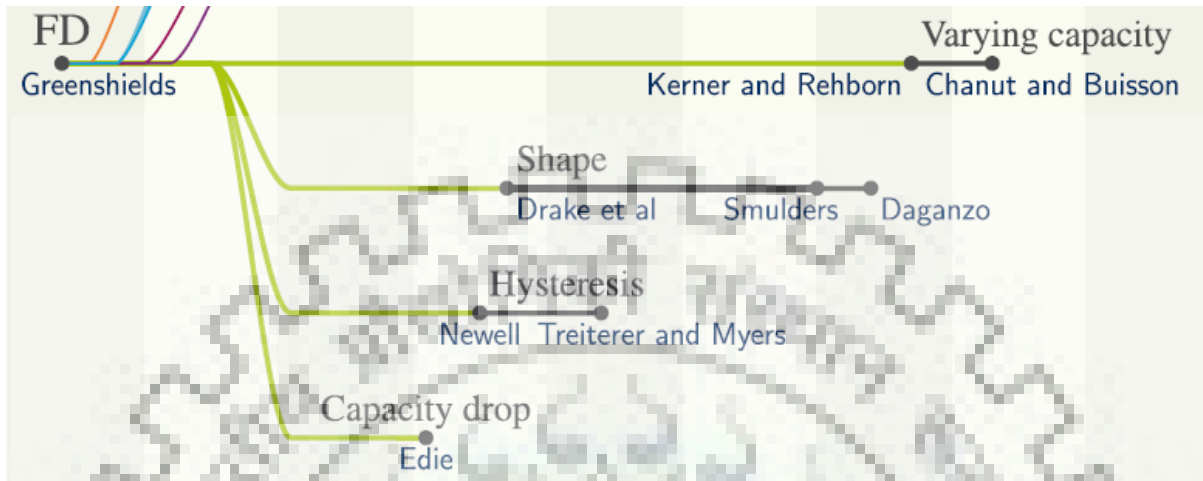 FD
Varying capacity
Greenshields
Kerner and Rehborn
Chanut and Buisson
Shape
Drake et al
Smulders
Daganzo
Hysteresis
Newell
Treiterer and Myers
Capacity drop
Edie